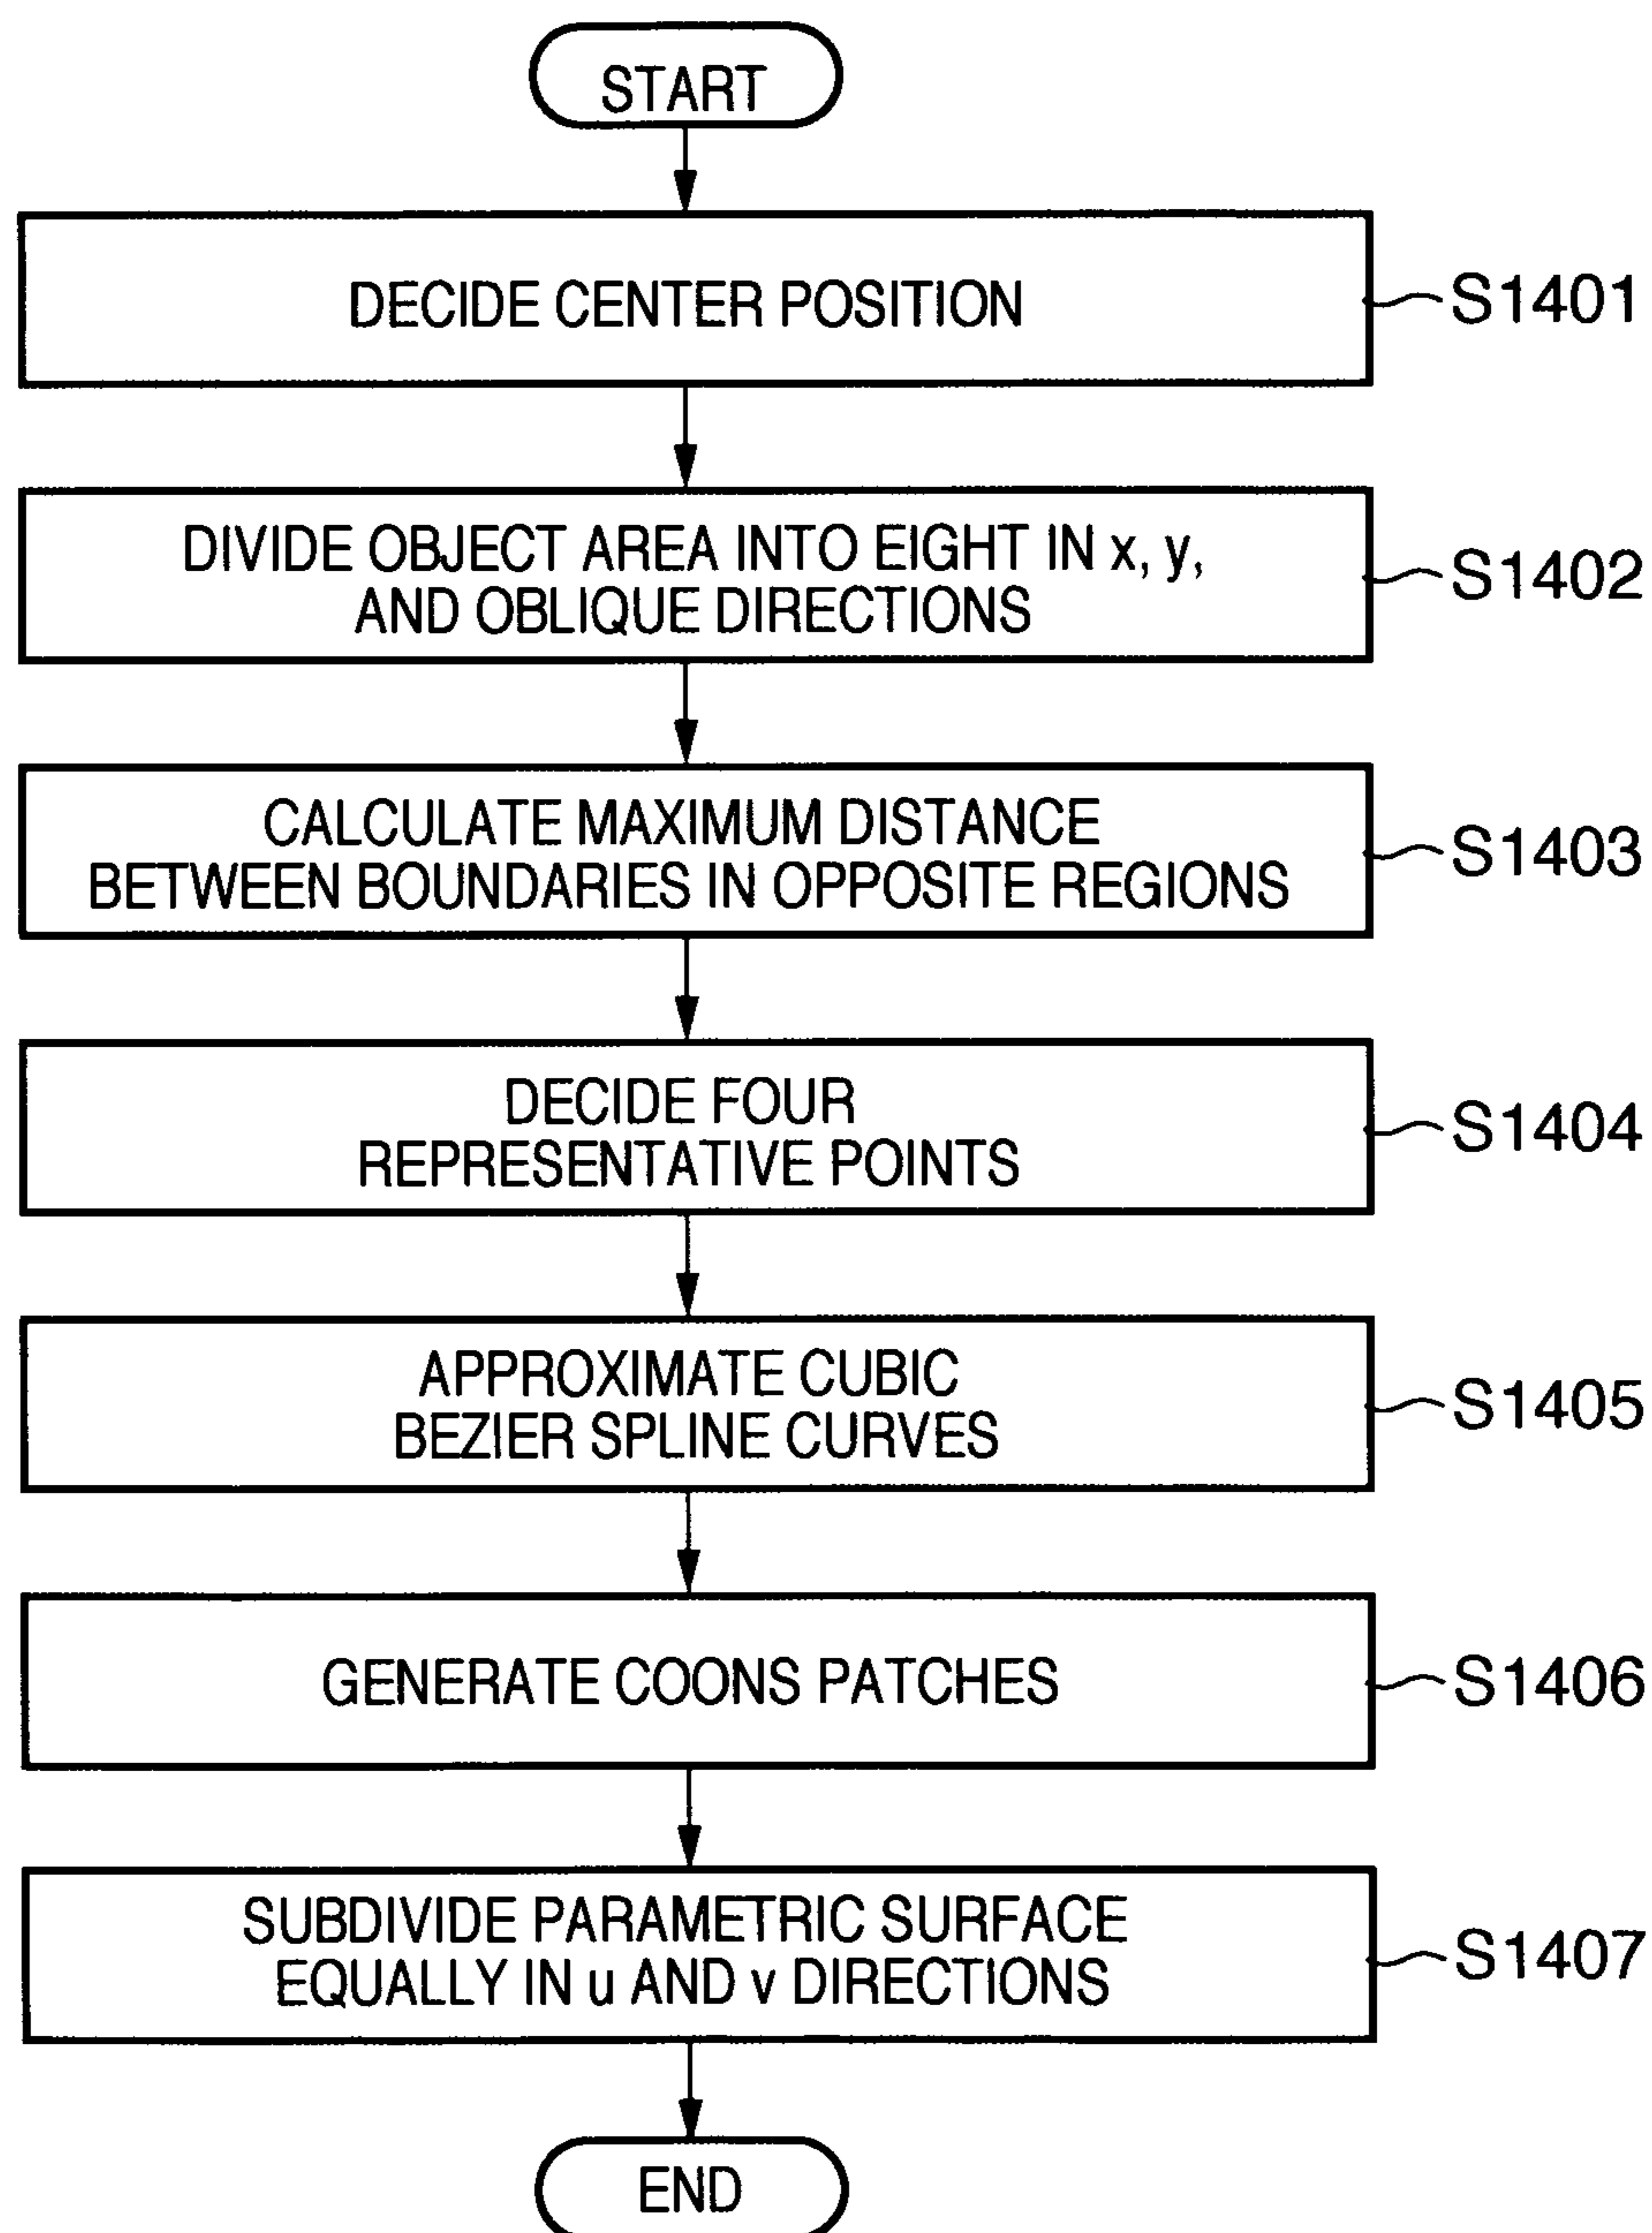 START
DECIDE CENTER POSITION
S1401
DIVIDE OBJECT AREA INTO EIGHT IN x, y,
AND OBLIQUE DIRECTIONS
S1402
CALCULATE MAXIMUM DISTANCE
BETWEEN BOUNDARIES IN OPPOSITE REGIONS
S1403
DECIDE FOUR
REPRESENTATIVE POINTS
S1404
APPROXIMATE CUBIC
BEZIER SPLINE CURVES
S1405
GENERATE COONS PATCHES
S1406
SUBDIVIDE PARAMETRIC SURFACE
EQUALLY IN u AND v DIRECTIONS
S1407
END